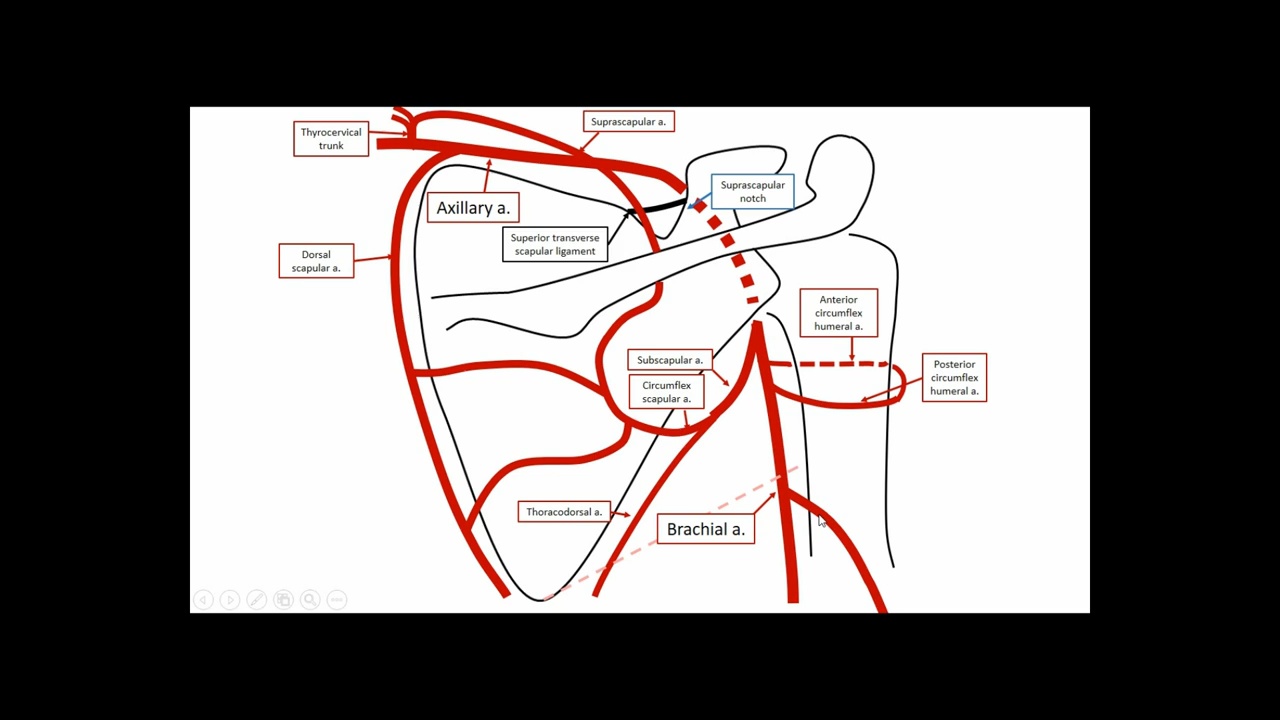 Suprascapular a.
Thyrocervical
trunk
Suprascapular
notch
Axillary a.
Superior transverse
scapular ligament
Dorsal
scapular a.
Anterior
circumflex
humeral a.
Subscapular a.
Posterior
circumflex
humeral a.
Circumflex
scapular a.
Thoracodorsal a.
Brachial a.